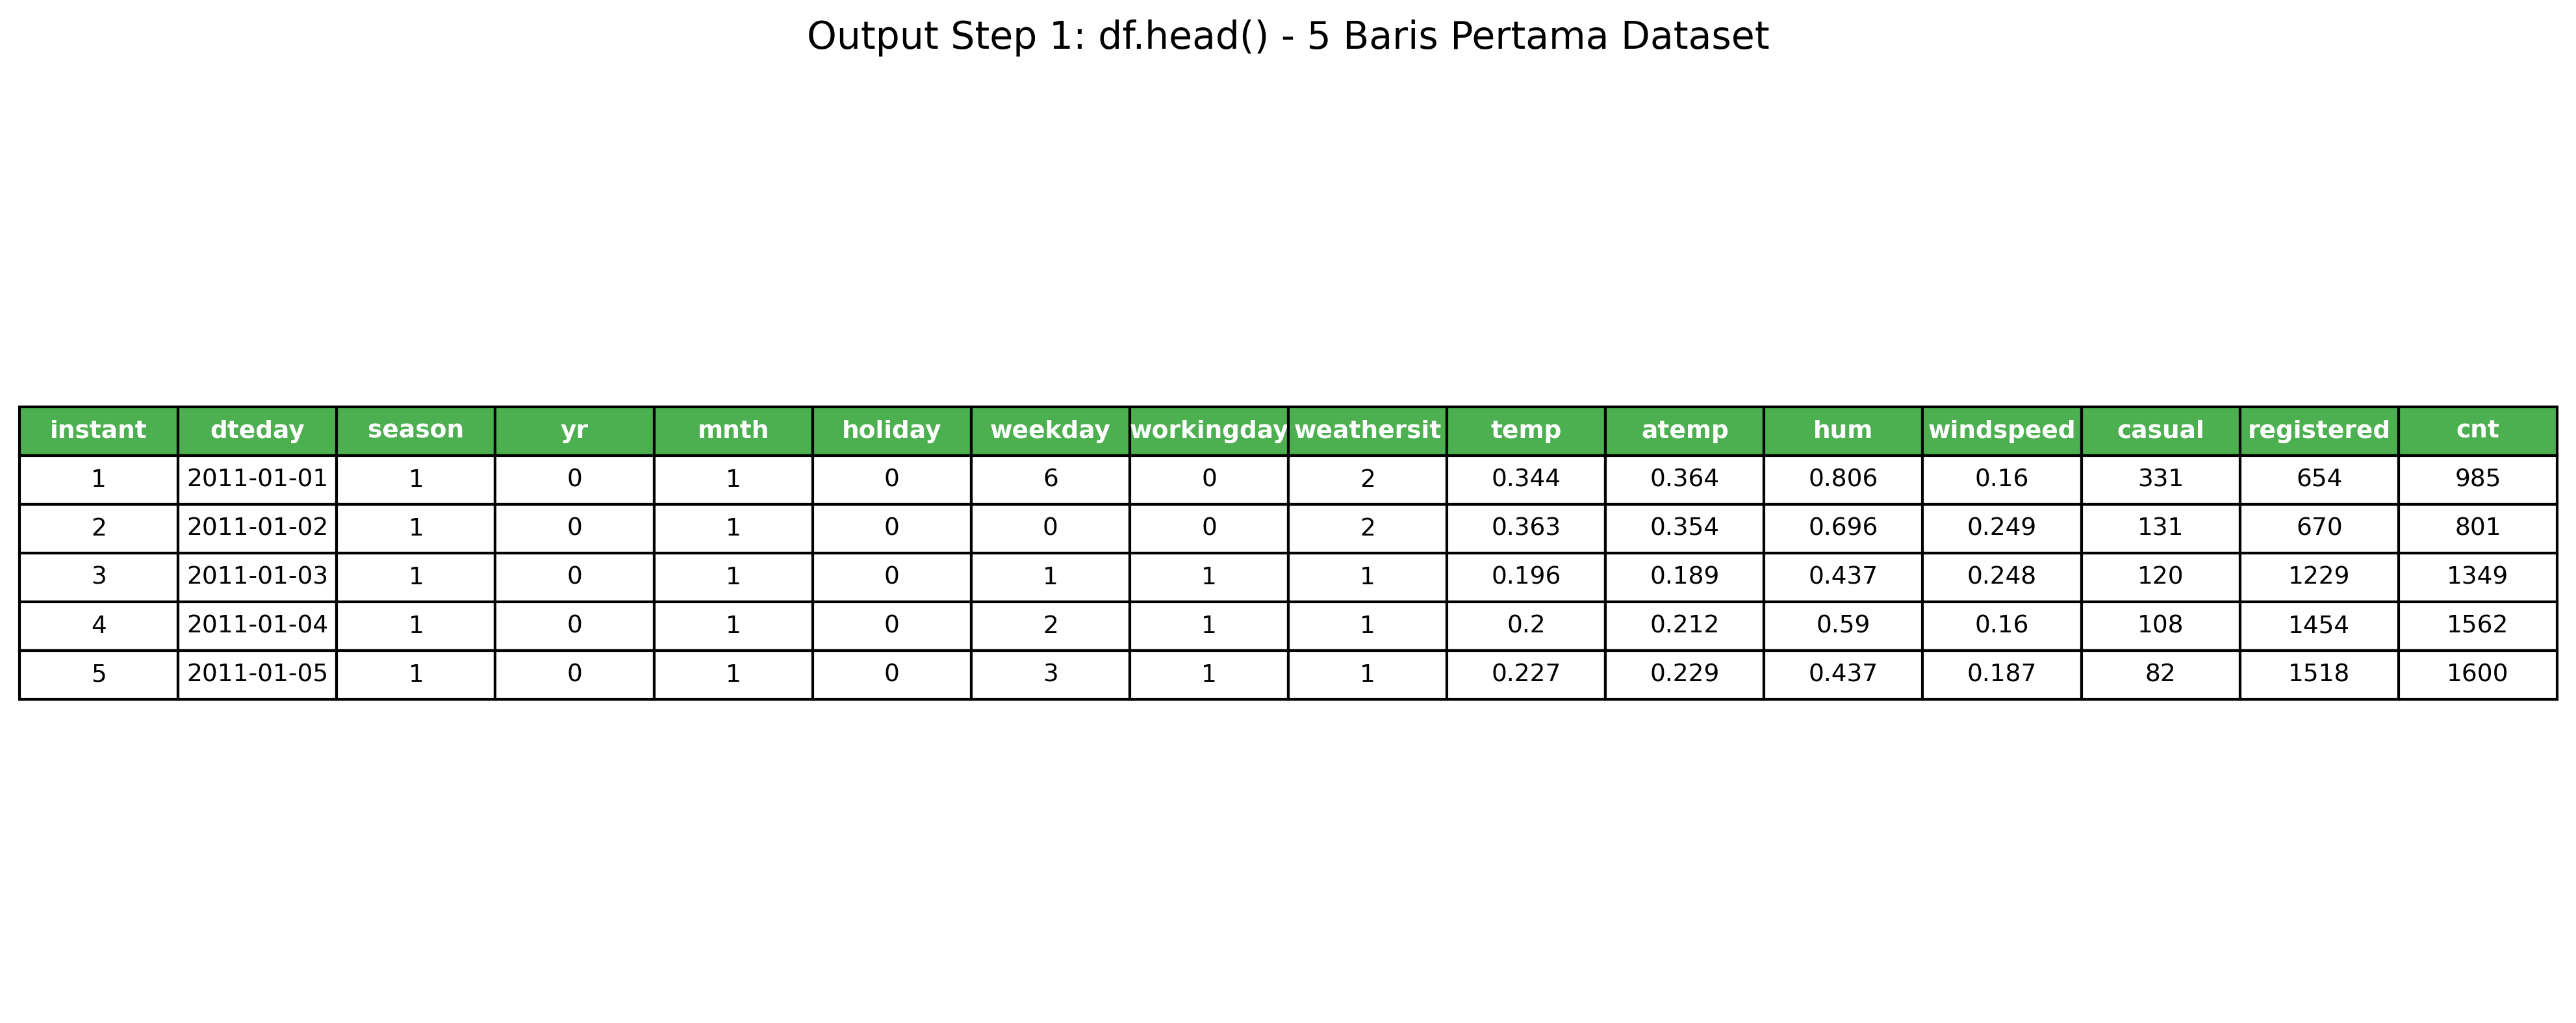 Output Step 1: df.head() - 5 Baris Pertama Dataset
instant dteday season yr mnth holiday weekday workingday weathersit temp atemp hum windspeed casual registered cnt
1 2011-01-01 1 0 1 0 6 0 2 0.344 0.364 0.806 0.16 331 654 985
2 2011-01-02 1 0 1 0 0 0 2 0.363 0.354 0.696 0.249 131 670 801
3 2011-01-03 1 0 1 0 1 1 1 0.196 0.189 0.437 0.248 120 1229 1349
4 2011-01-04 1 0 1 0 2 1 1 0.2 0.212 0.59 0.16 108 1454 1562
5 2011-01-05 1 0 1 0 3 1 1 0.227 0.229 0.437 0.187 82 1518 1600